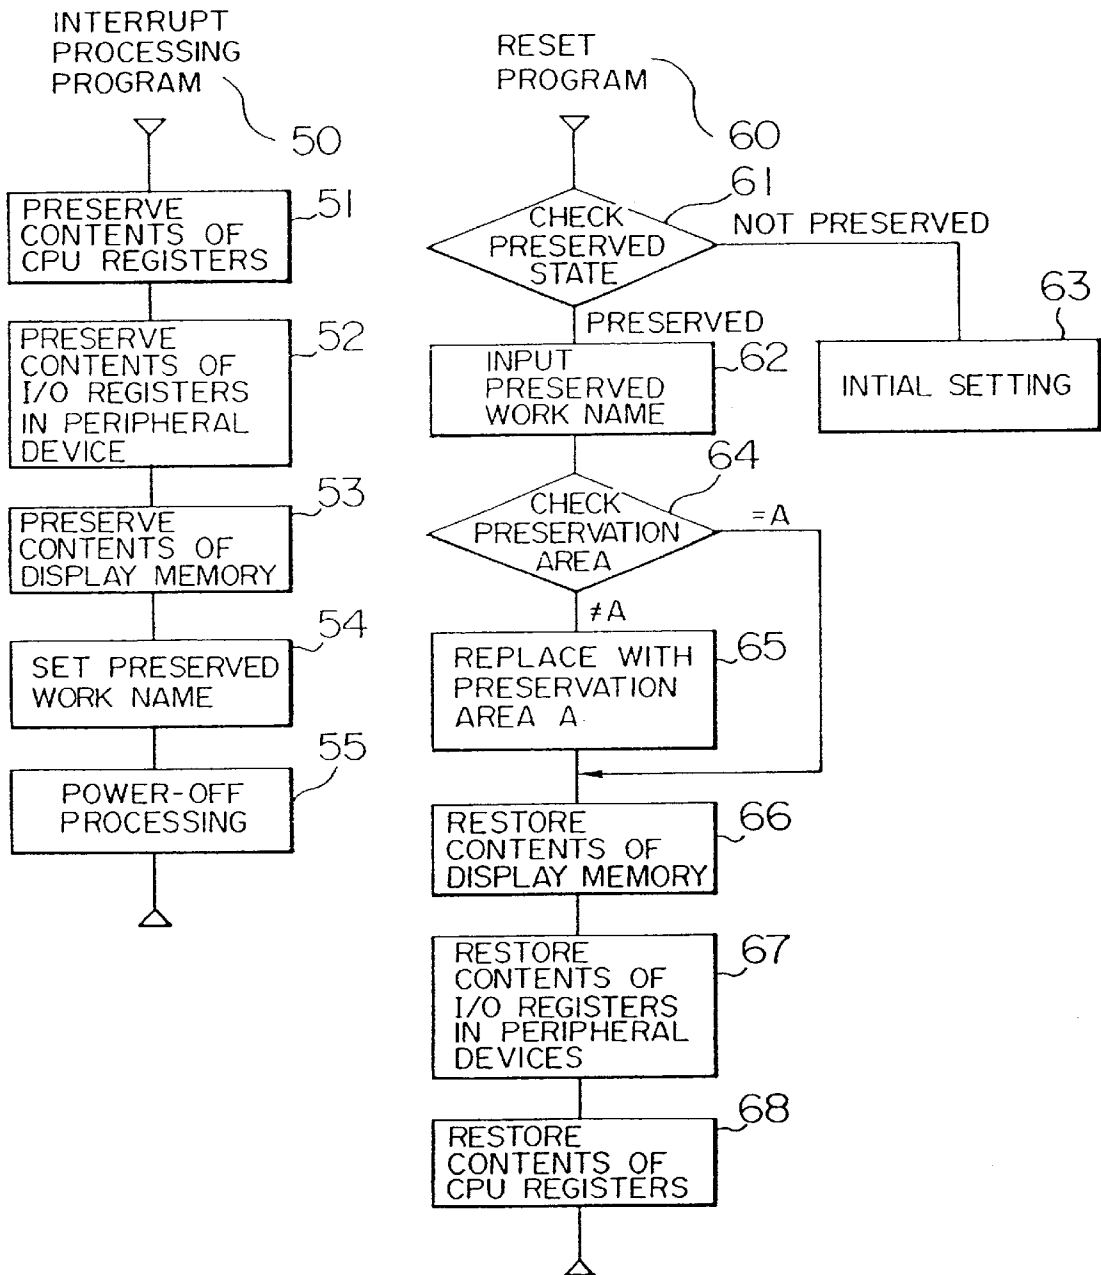 INTERRUPT
PROCESSING
PROGRAM
50
PRESERVE
CONTENTS OF
CPU REGISTERS
51
PRESERVE
CONTENTS OF
I/O REGISTERS
IN PERIPHERAL
DEVICE
52
PRESERVE
CONTENTS OF
DISPLAY MEMORY
53
SET PRESERVED
WORK NAME
54
POWER-OFF
PROCESSING
55
RESET
PROGRAM
60
CHECK
PRESERVED
STATE
61
NOT PRESERVED
PRESERVED
INPUT
PRESERVED
WORK NAME
62
INTIAL SETTING
63
CHECK
PRESERVATION
AREA
64
=A
≠A
REPLACE WITH
PRESERVATION
AREA A
65
RESTORE
CONTENTS OF
DISPLAY MEMORY
66
RESTORE
CONTENTS OF
I/O REGISTERS
IN PERIPHERAL
DEVICES
67
RESTORE
CONTENTS OF
CPU REGISTERS
68